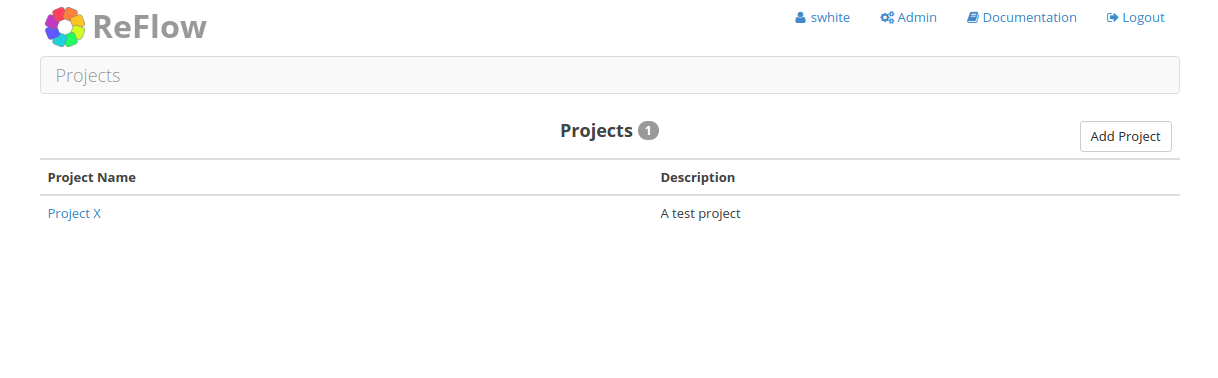 ReFlow
swhite Admin Documentation Logout
Projects
Projects 1
Add Project
Project Name Description
Project X A test project